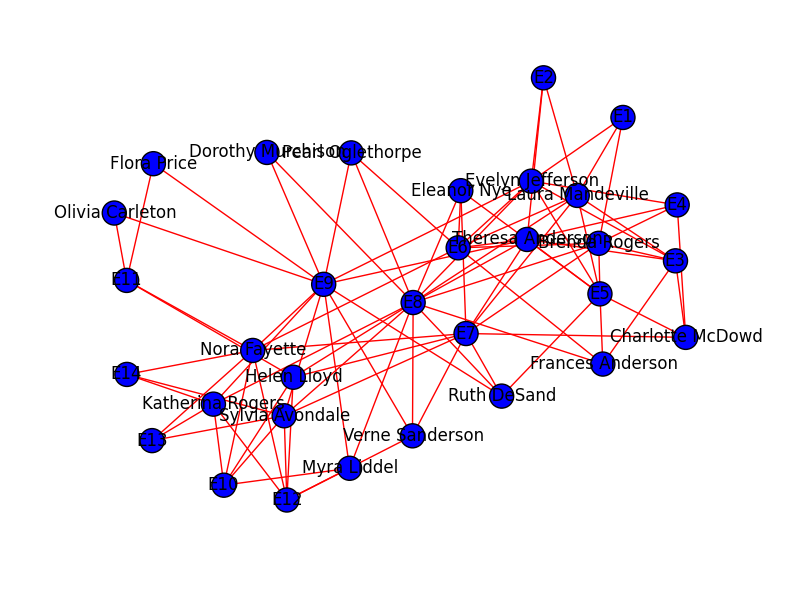 E2
E1
Dorothy Murchison
Pearl Oglethorpe
Flora Price
Evelyn Jefferson
Eleanor Nye
Laura Mandeville
E4
Olivia Carleton
Theresa Anderson
Brenda Rogers
E6
E3
E11
E9
E5
E8
E7
Charlotte McDowd
Nora Fayette
Frances Anderson
E14
Helen Lloyd
Ruth DeSand
Katherina Rogers
Sylvia Avondale
E13
Verne Sanderson
Myra Liddel
E10
E12